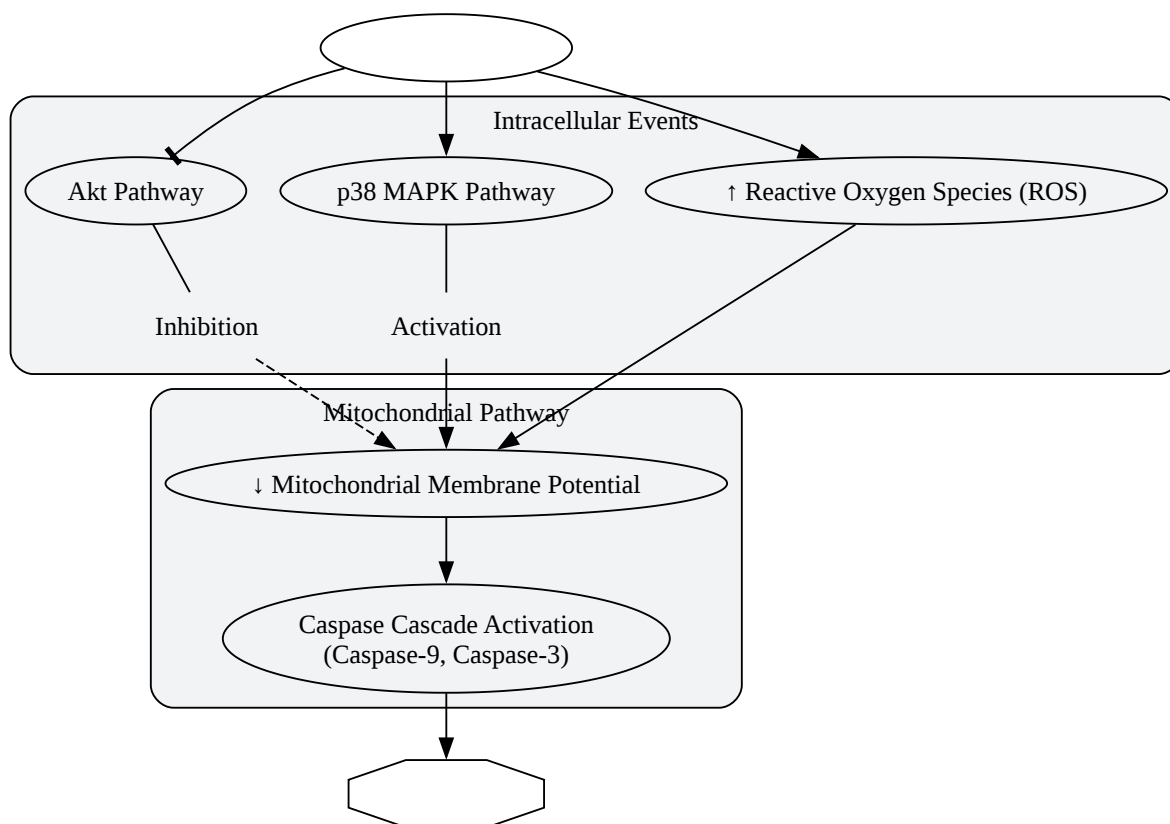 Intracellular Events
Akt Pathway
p38 MAPK Pathway
↑ Reactive Oxygen Species (ROS)
Inhibition
Activation
Mitochondrial Pathway
↓ Mitochondrial Membrane Potential
Caspase Cascade Activation
(Caspase-9, Caspase-3)